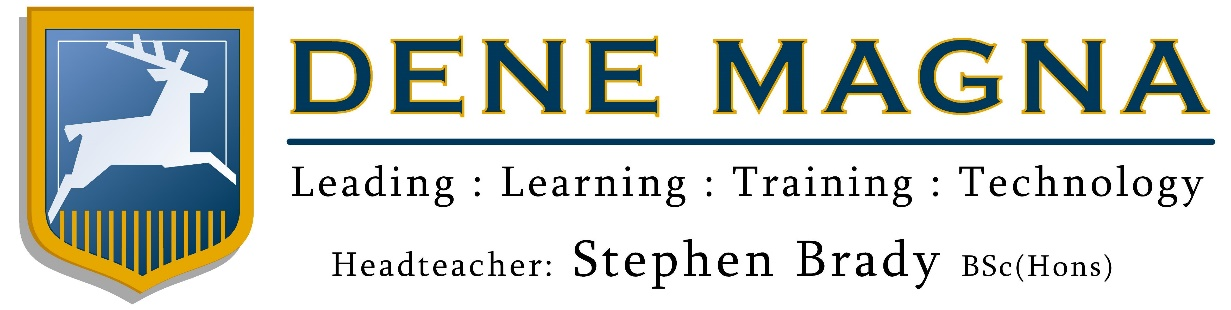 DENE MAGNA
Leading : Learning : Training : Technology
Headteacher: Stephen Brady BSc(Hons)